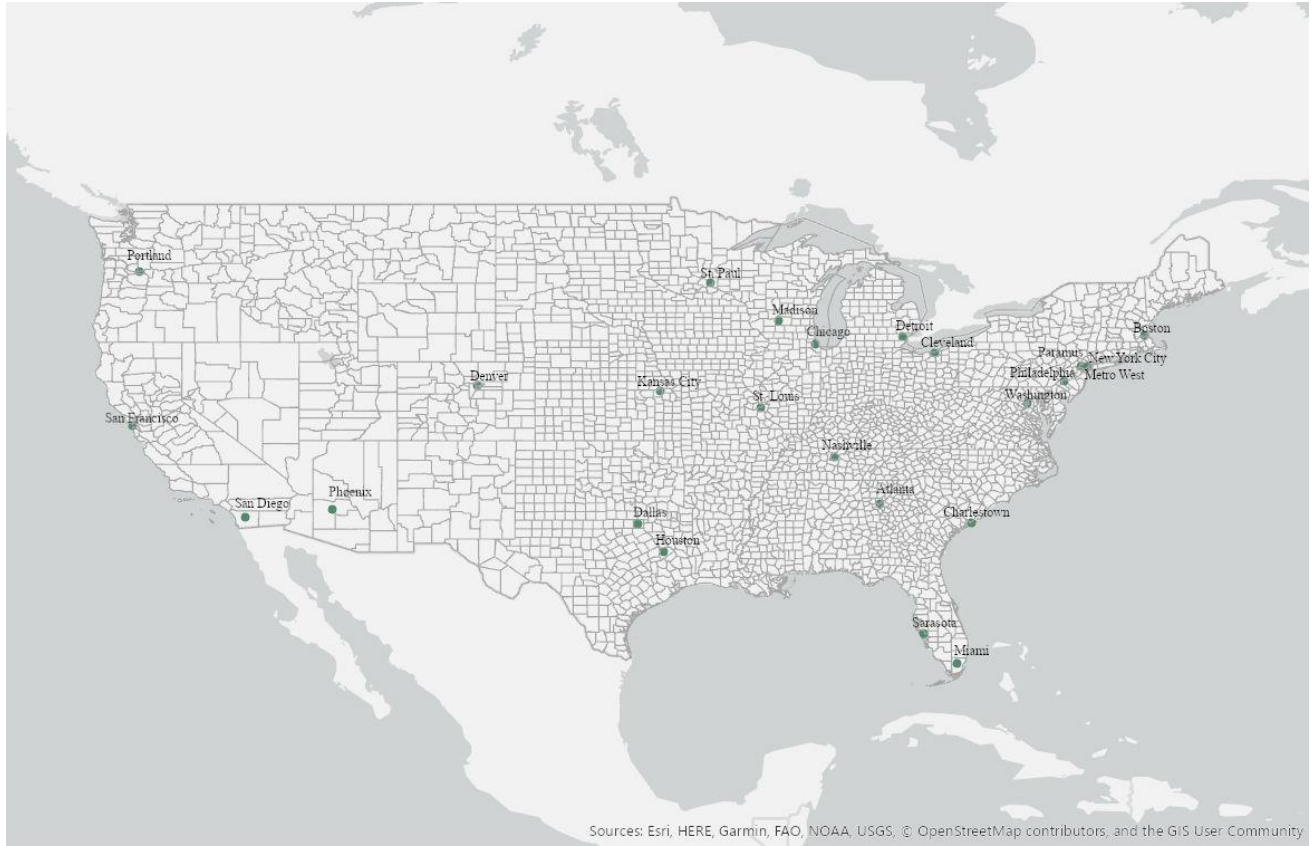 Portland
St. Paul
Madison
Detroit
Boston
Chicago
Cleveland
Paramus
New York City
Philadelphia
Metro West
Denver
Kansas City
Washington
St. Louis
San Francisco
Nashville
Atlanta
Phoenix
San Diego
Dallas
Charlestown
Houston
Sarasota
Miami
Sources: Esri, HERE, Garmin, FAO, NOAA, USGS, © OpenStreetMap contributors, and the GIS User Community